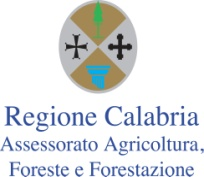 Regione Calabria
Assessorato Agricoltura,
Foreste e Forestazione